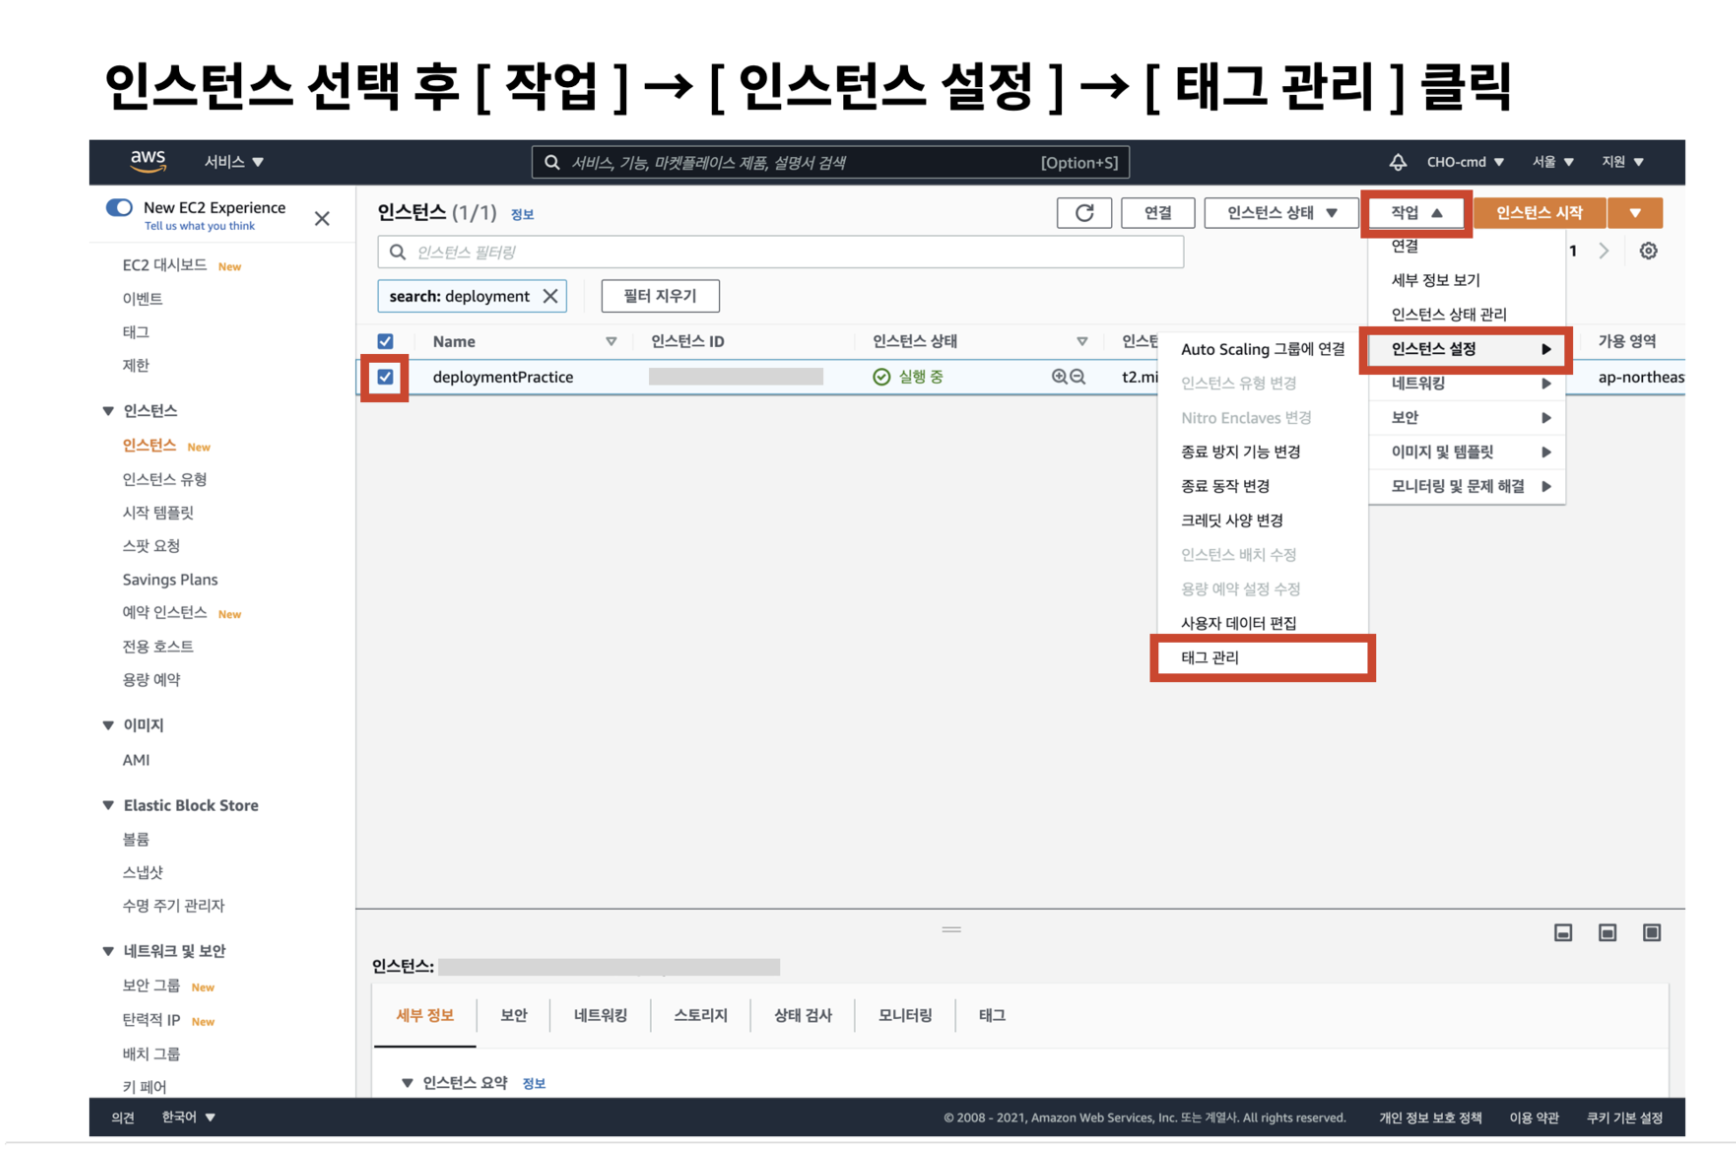 인스턴스 선택 후 [ 작업 ] → [ 인스턴스 설정 ] → [ 태그 관리 ] 클릭
aws 서비스 ▼ 서비스, 기능, 마켓플레이스 제품, 설명서 검색 [Option+S] CHO-cmd ▼ 서울 ▼ 지원 ▼
New EC2 Experience
Tell us what you think
EC2 대시보드 New
이벤트
태그
제한
▼ 인스턴스
인스턴스 New
인스턴스 유형
시작 템플릿
스팟 요청
Savings Plans
예약 인스턴스 New
전용 호스트
용량 예약
▼ 이미지
AMI
▼ Elastic Block Store
볼륨
스냅샷
수명 주기 관리자
▼ 네트워크 및 보안
보안 그룹 New
탄력적 IP New
배치 그룹
키 페어
인스턴스 (1/1) 정보 연결 인스턴스 상태 ▼ 작업 ▲ 인스턴스 시작 ▼
인스턴스 필터링
1
search: deployment 필터 지우기
Name 인스턴스 ID 인스턴스 상태 인스턴 가용 영역
deploymentPractice 실행 중 t2.mi ap-northeas
연결
세부 정보 보기
인스턴스 상태 관리
인스턴스 설정 ▶
네트워킹 ▶
보안 ▶
이미지 및 템플릿 ▶
모니터링 및 문제 해결 ▶
Auto Scaling 그룹에 연결
인스턴스 유형 변경
Nitro Enclaves 변경
종료 방지 기능 변경
종료 동작 변경
크레딧 사양 변경
인스턴스 배치 수정
용량 예약 설정 수정
사용자 데이터 편집
태그 관리
인스턴스:
세부 정보 보안 네트워킹 스토리지 상태 검사 모니터링 태그
▼ 인스턴스 요약 정보
의견 한국어 ▼ © 2008 - 2021, Amazon Web Services, Inc. 또는 계열사. All rights reserved. 개인 정보 보호 정책 이용 약관 쿠키 기본 설정